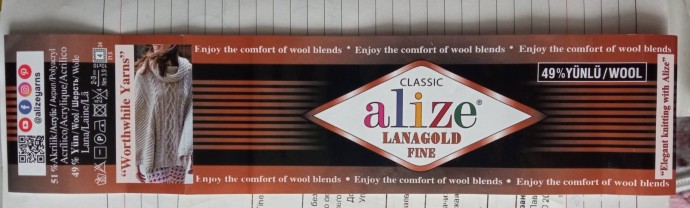 Enjoy the comfort of wool blends * Enjoy the comfort of wool blends * Enjoy the comfort of wool blends
@alizeyarns
51 % Akrilik/Acrylic / Акрил/Polyacryl
Acrilico/Acrylique/Acrílico
49 % Yün / Wool / Шерсть/ Wolle
Lana/Laine/Lã
"Worthwhile Yarns"
CLASSIC
alize®
LANAGOLD
FINE
49% YÜNLÜ / WOOL
"Elegant knitting with Alize"
Enjoy the comfort of wool blends * Enjoy the comfort of wool blends * Enjoy the comfort of wool blends